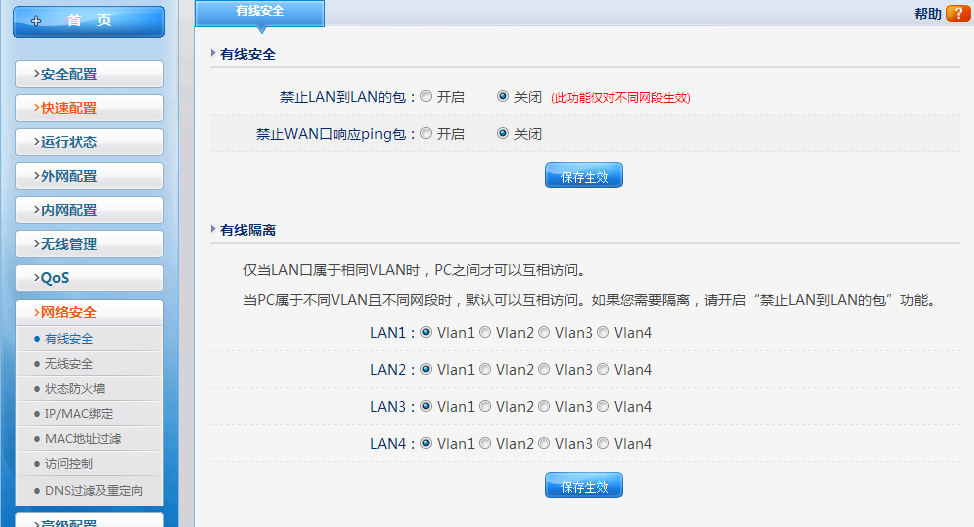 首 页
有线安全
帮助 ?
>安全配置
>快速配置
>运行状态
>外网配置
>内网配置
>无线管理
>QoS
>网络安全
有线安全
无线安全
状态防火墙
IP/MAC绑定
MAC地址过滤
访问控制
DNS过滤及重定向
>高级配置
有线安全
禁止LAN到LAN的包：开启 关闭 (此功能仅对不同网段生效)
禁止WAN口响应ping包：开启 关闭
保存生效
有线隔离
仅当LAN口属于相同VLAN时，PC之间才可以互相访问。
当PC属于不同VLAN且不同网段时，默认可以互相访问。如果您需要隔离，请开启“禁止LAN到LAN的包”功能。
LAN1：Vlan1 Vlan2 Vlan3 Vlan4
LAN2：Vlan1 Vlan2 Vlan3 Vlan4
LAN3：Vlan1 Vlan2 Vlan3 Vlan4
LAN4：Vlan1 Vlan2 Vlan3 Vlan4
保存生效